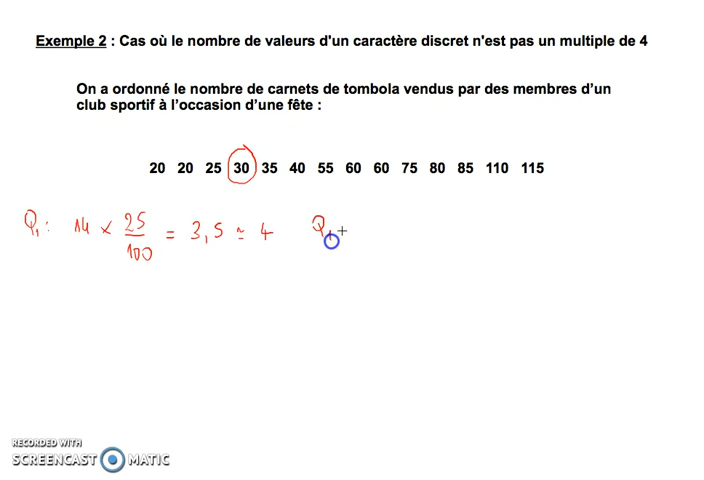 Exemple 2 : Cas où le nombre de valeurs d'un caractère discret n'est pas un multiple de 4
On a ordonné le nombre de carnets de tombola vendus par des membres d’un
club sportif à l’occasion d’une fête :
20 20 25 30 35 40 55 60 60 75 80 85 110 115
Q₁ : 14 × 25/100 = 3,5 ≃ 4 Q₁
RECORDED WITH
SCREENCAST MATIC